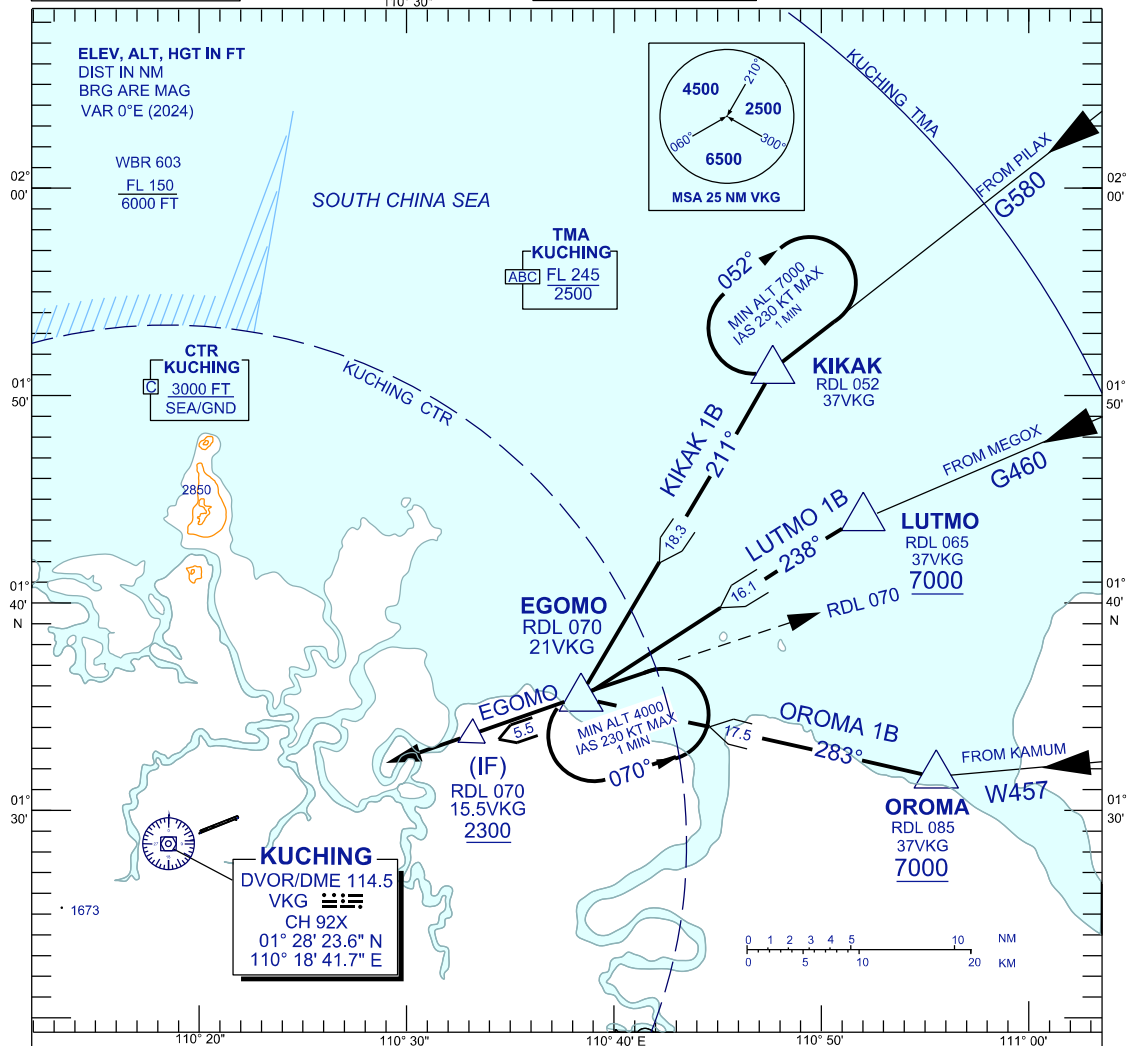 110° 30'
ELEV, ALT, HGT IN FT
DIST IN NM
BRG ARE MAG
VAR 0°E (2024)
WBR 603
FL 150
6000 FT
SOUTH CHINA SEA
4500
210°
2500
060°
300°
6500
MSA 25 NM VKG
KUCHING TMA
FROM PILAX
G580
02°
00'
02°
00'
TMA
KUCHING
ABC
FL 245
2500
052°
MIN ALT 7000
IAS 230 KT MAX
1 MIN
CTR
KUCHING
C
3000 FT
SEA/GND
KUCHING CTR
KIKAK
RDL 052
37VKG
01°
50'
01°
50'
KIKAK 1B
211°
18.3
FROM MEGOX
G460
2850
LUTMO 1B
238°
16.1
LUTMO
RDL 065
37VKG
7000
01°
40'
N
01°
40'
N
EGOMO
RDL 070
21VKG
RDL 070
EGOMO
5.5
MIN ALT 4000
IAS 230 KT MAX
1 MIN
070°
17.5
OROMA 1B
283°
FROM KAMUM
W457
(IF)
RDL 070
15.5VKG
2300
OROMA
RDL 085
37VKG
7000
01°
30'
01°
30'
KUCHING
DVOR/DME 114.5
VKG
CH 92X
01° 28' 23.6" N
110° 18' 41.7" E
1673
0 1 2 3 4 5 10 NM
0 5 10 20 KM
110° 20"
110° 30"
110° 40' E
110° 50'
111° 00'